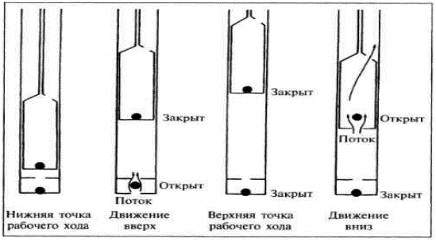 Закрыт
Открыт
Поток
Закрыт
Закрыт
Открыт
Поток
Закрыт
Нижняя точка
рабочего хода
Движение
вверх
Верхняя точка
рабочего хода
Движение
вниз